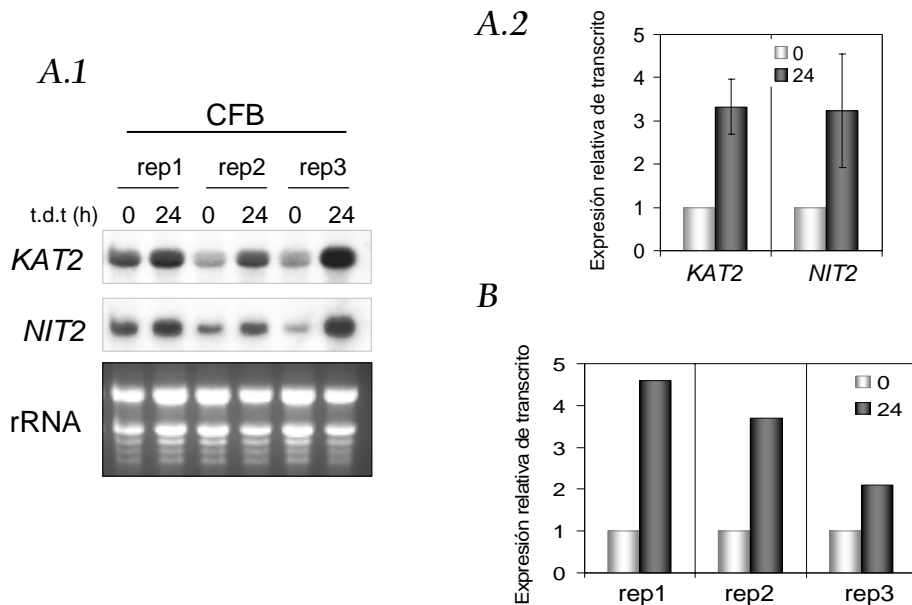 A.1
CFB
rep1 rep2 rep3
t.d.t (h) 0 24 0 24 0 24
KAT2
NIT2
rRNA
A.2
Expresión relativa de transcrito
5
4
3
2
1
0
0
24
KAT2 NIT2
B
Expresión relativa de transcrito
5
4
3
2
1
0
0
24
rep1 rep2 rep3